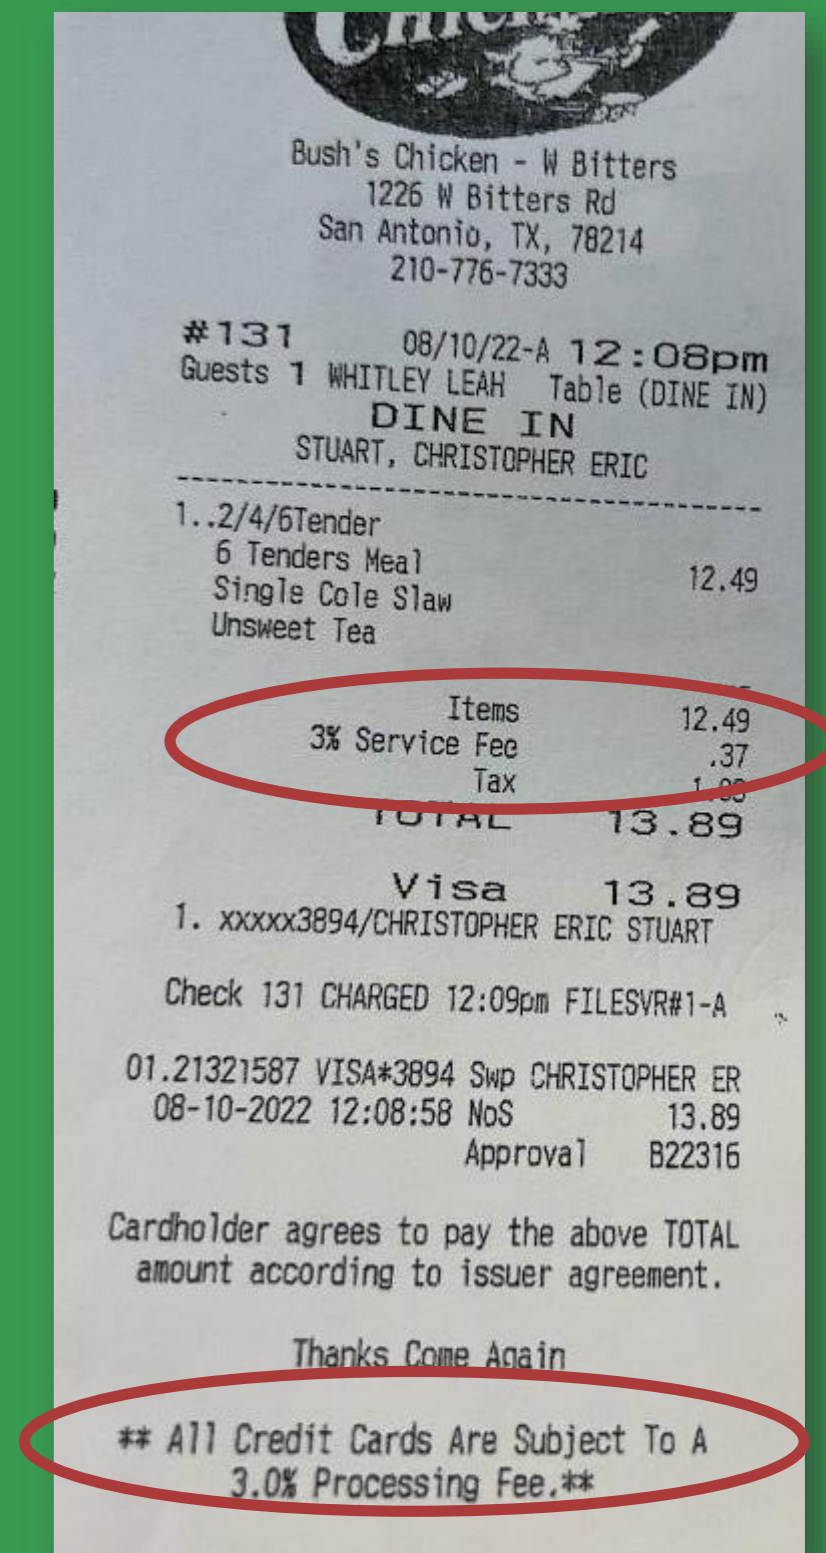 CHICKEN
Bush's Chicken - W Bitters
1226 W Bitters Rd
San Antonio, TX, 78214
210-776-7333
#131 08/10/22-A 12:08pm
Guests 1 WHITLEY LEAH Table (DINE IN)
DINE IN
STUART, CHRISTOPHER ERIC
1..2/4/6Tender
6 Tenders Meal 12.49
Single Cole Slaw
Unsweet Tea
Items 12.49
3% Service Fee .37
Tax 1.03
TOTAL 13.89
Visa 13.89
1. xxxxx3894/CHRISTOPHER ERIC STUART
Check 131 CHARGED 12:09pm FILESVR#1-A
01.21321587 VISA*3894 Swp CHRISTOPHER ER
08-10-2022 12:08:58 NoS 13.89
Approval B22316
Cardholder agrees to pay the above TOTAL
amount according to issuer agreement.
Thanks Come Again
** All Credit Cards Are Subject To A
3.0% Processing Fee.**